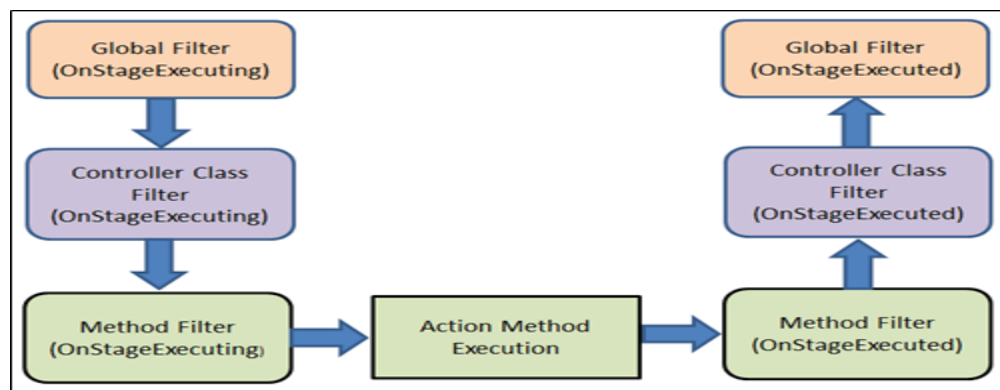 Global Filter
(OnStageExecuting)
Controller Class
Filter
(OnStageExecuting)
Method Filter
(OnStageExecuting)
Action Method
Execution
Method Filter
(OnStageExecuted)
Controller Class
Filter
(OnStageExecuted)
Global Filter
(OnStageExecuted)